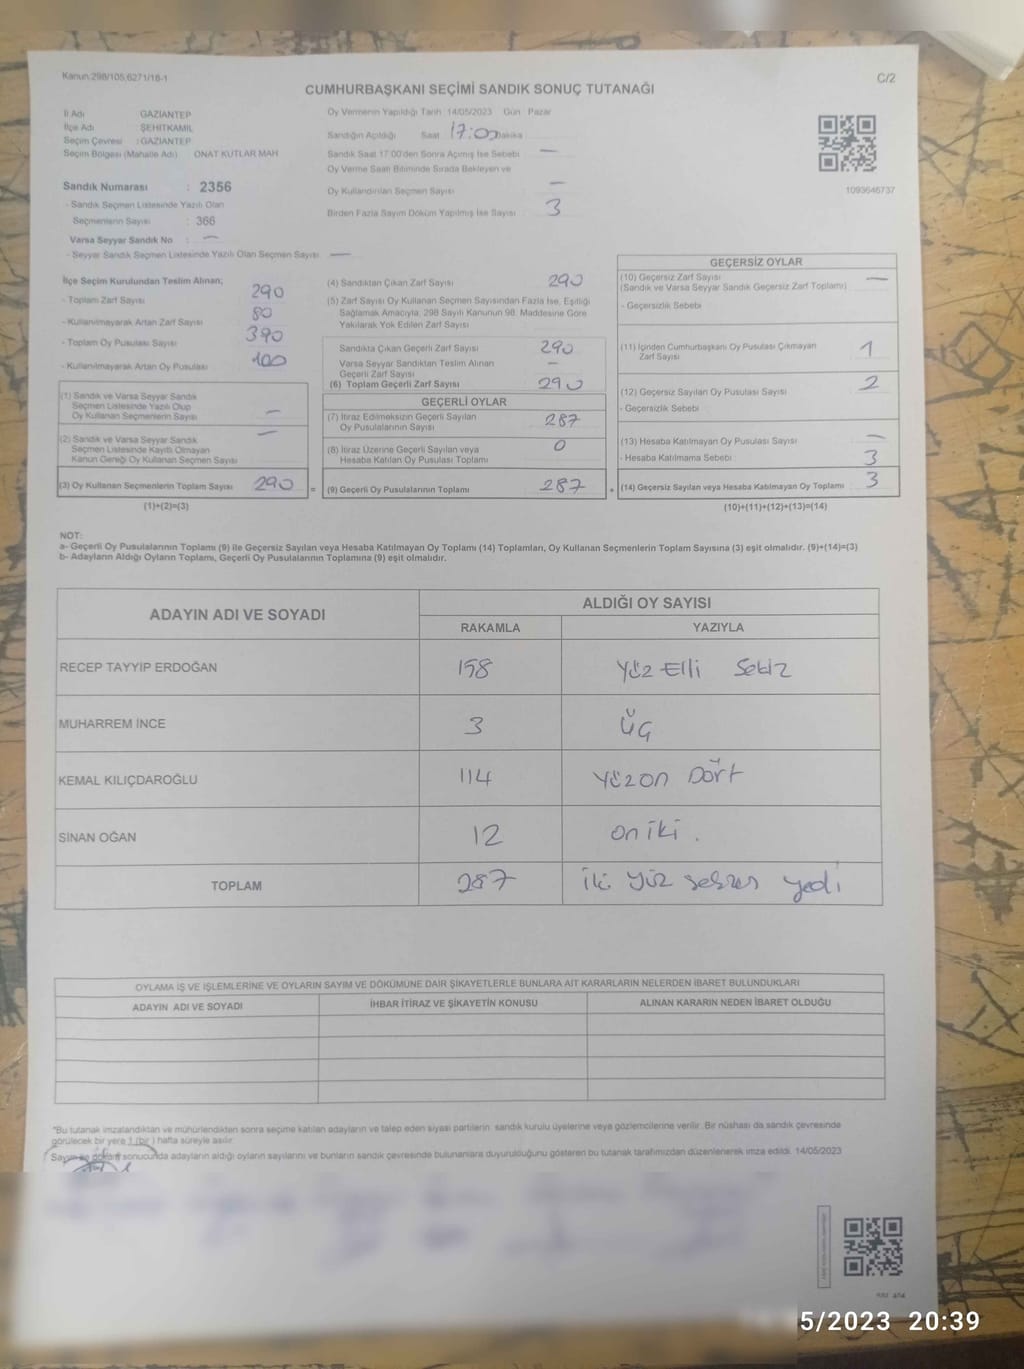 Kanun:298/105,6271/18-1
C/2
CUMHURBAŞKANI SEÇİMİ SANDIK SONUÇ TUTANAĞI
İl Adı GAZİANTEP
İlçe Adı ŞEHİTKAMİL
Seçim Çevresi : GAZİANTEP
Seçim Bölgesi (Mahalle Adı) ONAT KUTLAR MAH
Sandık Numarası : 2356
- Sandık Seçmen Listesinde Yazılı Olan
Seçmenlerin Sayısı : 366
Varsa Seyyar Sandık No : —
- Seyyar Sandık Seçmen Listesinde Yazılı Olan Seçmen Sayısı —
Oy Vermenin Yapıldığı Tarih :14/05/2023 Gün Pazar
Sandığın Açıldığı Saat 17:00 Dakika
Sandık Saat 17:00'den Sonra Açımış İse Sebebi —
Oy Verme Saati Bitiminde Sırada Bekleyen ve
Oy Kullandırılan Seçmen Sayısı —
Birden Fazla Sayım Döküm Yapılmış İse Sayısı 3
1093646737
İlçe Seçim Kurulundan Teslim Alınan;
- Toplam Zarf Sayısı 290
- Kullanılmayarak Artan Zarf Sayısı 80
- Toplam Oy Pusulası Sayısı 390
- Kullanılmayarak Artan Oy Pusulası 100
(1) Sandık ve Varsa Seyyar Sandık
Seçmen Listesinde Yazılı Olup
Oy Kullanan Seçmenlerin Sayısı —
(2) Sandık ve Varsa Seyyar Sandık
Seçmen Listesinde Kayıtlı Olmayan
Kanun Gereği Oy Kullanan Seçmen Sayısı —
(3) Oy Kullanan Seçmenlerin Toplam Sayısı 290 =
(1)+(2)=(3)
(4) Sandıktan Çıkan Zarf Sayısı 290
(5) Zarf Sayısı Oy Kullanan Seçmen Sayısından Fazla İse, Eşitliği
Sağlamak Amacıyla, 298 Sayılı Kanunun 98. Maddesine Göre
Yakılarak Yok Edilen Zarf Sayısı
Sandıkta Çıkan Geçerli Zarf Sayısı 290
Varsa Seyyar Sandıktan Teslim Alınan
Geçerli Zarf Sayısı —
(6) Toplam Geçerli Zarf Sayısı 290
GEÇERLİ OYLAR
(7) İtiraz Edilmeksizin Geçerli Sayılan
Oy Pusulasının Sayısı 287
(8) İtiraz Üzerine Geçerli Sayılan veya
Hesaba Katılan Oy Pusulası Toplamı 0
(9) Geçerli Oy Pusulalarının Toplamı 287 +
GEÇERSİZ OYLAR
(10) Geçersiz Zarf Sayısı
(Sandık ve Varsa Seyyar Sandık Geçersiz Zarf Toplamı) —
- Geçersizlik Sebebi
(11) İçinden Cumhurbaşkanı Oy Pusulası Çıkmayan
Zarf Sayısı 1
(12) Geçersiz Sayılan Oy Pusulası Sayısı 2
- Geçersizlik Sebebi
(13) Hesaba Katılmayan Oy Pusulası Sayısı —
- Hesaba Katılmama Sebebi 3
(14) Geçersiz Sayılan veya Hesaba Katılmayan Oy Toplamı 3
(10)+(11)+(12)+(13)=(14)
NOT:
a- Geçerli Oy Pusulalarının Toplamı (9) ile Geçersiz Sayılan veya Hesaba Katılmayan Oy Toplamı (14) Toplamları, Oy Kullanan Seçmenlerin Toplam Sayısına (3) eşit olmalıdır. (9)+(14)=(3)
b- Adayların Aldığı Oyların Toplamı, Geçerli Oy Pusulalarının Toplamına (9) eşit olmalıdır.
ADAYIN ADI VE SOYADI
ALDIĞI OY SAYISI
RAKAMLA YAZIYLA
RECEP TAYYİP ERDOĞAN 158 Yüz Elli Sekiz
MUHARREM İNCE 3 Üç
KEMAL KILIÇDAROĞLU 114 Yüzon Dört
SİNAN OĞAN 12 on iki .
TOPLAM 287 iki yüz seksen yedi
OYLAMA İŞ VE İŞLEMLERİNE VE OYLARIN SAYIM VE DÖKÜMÜNE DAİR ŞİKAYETLERLE BUNLARA AİT KARARLARIN NELERDEN İBARET BULUNDUKLARI
ADAYIN ADI VE SOYADI İHBAR İTİRAZ VE ŞİKAYETİN KONUSU ALINAN KARARIN NEDEN İBARET OLDUĞU
"Bu tutanak imzalandıktan ve mühürlendikten sonra seçime katılan adayların ve talep eden siyasi partilerin sandık kurulu üyelerine veya gözlemcilerine verilir. Bir nüshası da sandık çevresinde
görülecek bir yere 1 (bir ) hafta süreyle asılır.
Sayım ve döküm sonucunda adayların aldığı oyların sayılarını ve bunların sandık çevresinde bulunanlara duyurulduğunu gösteren bu tutanak tarafımızdan düzenlenerek imza edildi. 14/05/2023
5/2023 20:39